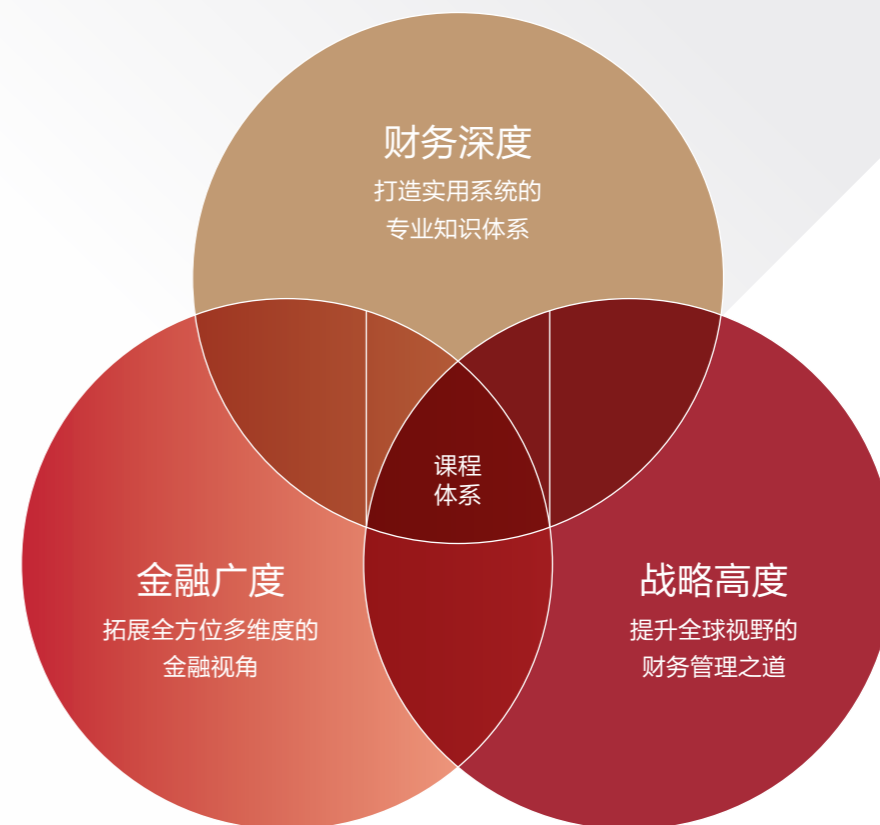 财务深度
打造实用系统的
专业知识体系
课程
体系
金融广度
拓展全方位多维度的
金融视角
战略高度
提升全球视野的
财务管理之道